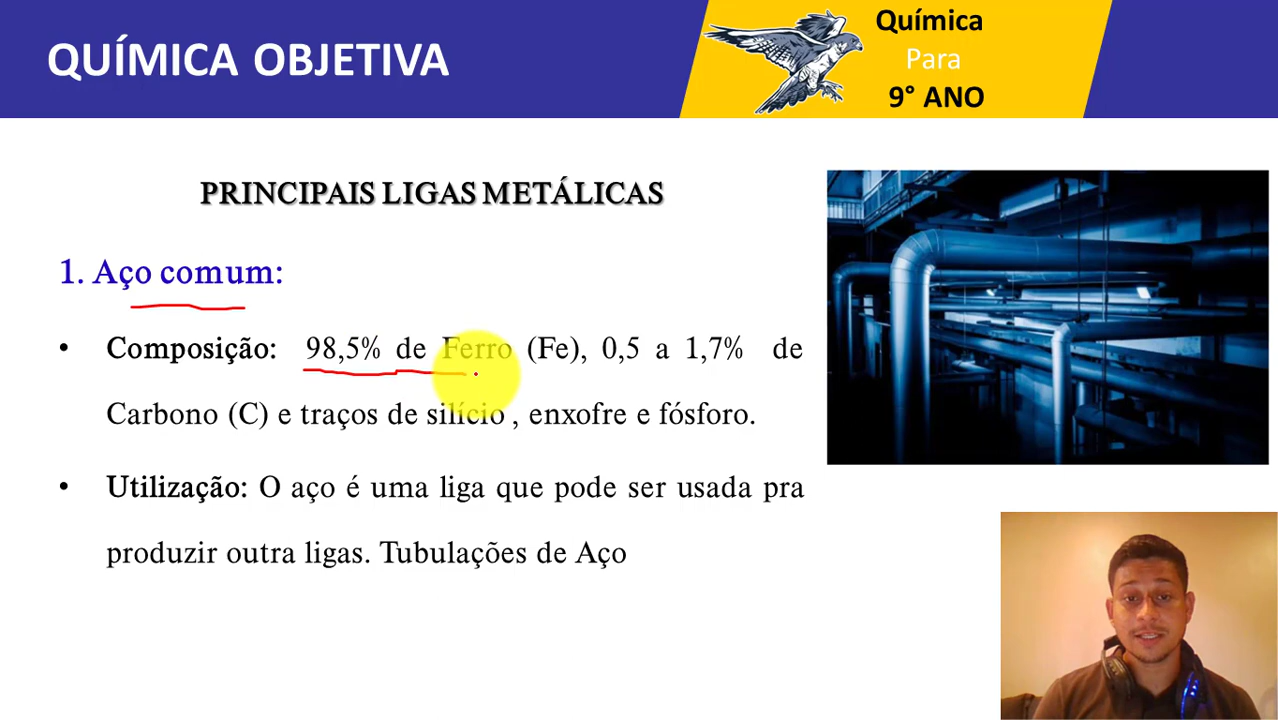 QUÍMICA OBJETIVA
Química
Para
9° ANO
PRINCIPAIS LIGAS METÁLICAS
1. Aço comum:
• Composição: 98,5% de Ferro (Fe), 0,5 a 1,7% de
Carbono (C) e traços de silício , enxofre e fósforo.
• Utilização: O aço é uma liga que pode ser usada pra
produzir outra ligas. Tubulações de Aço